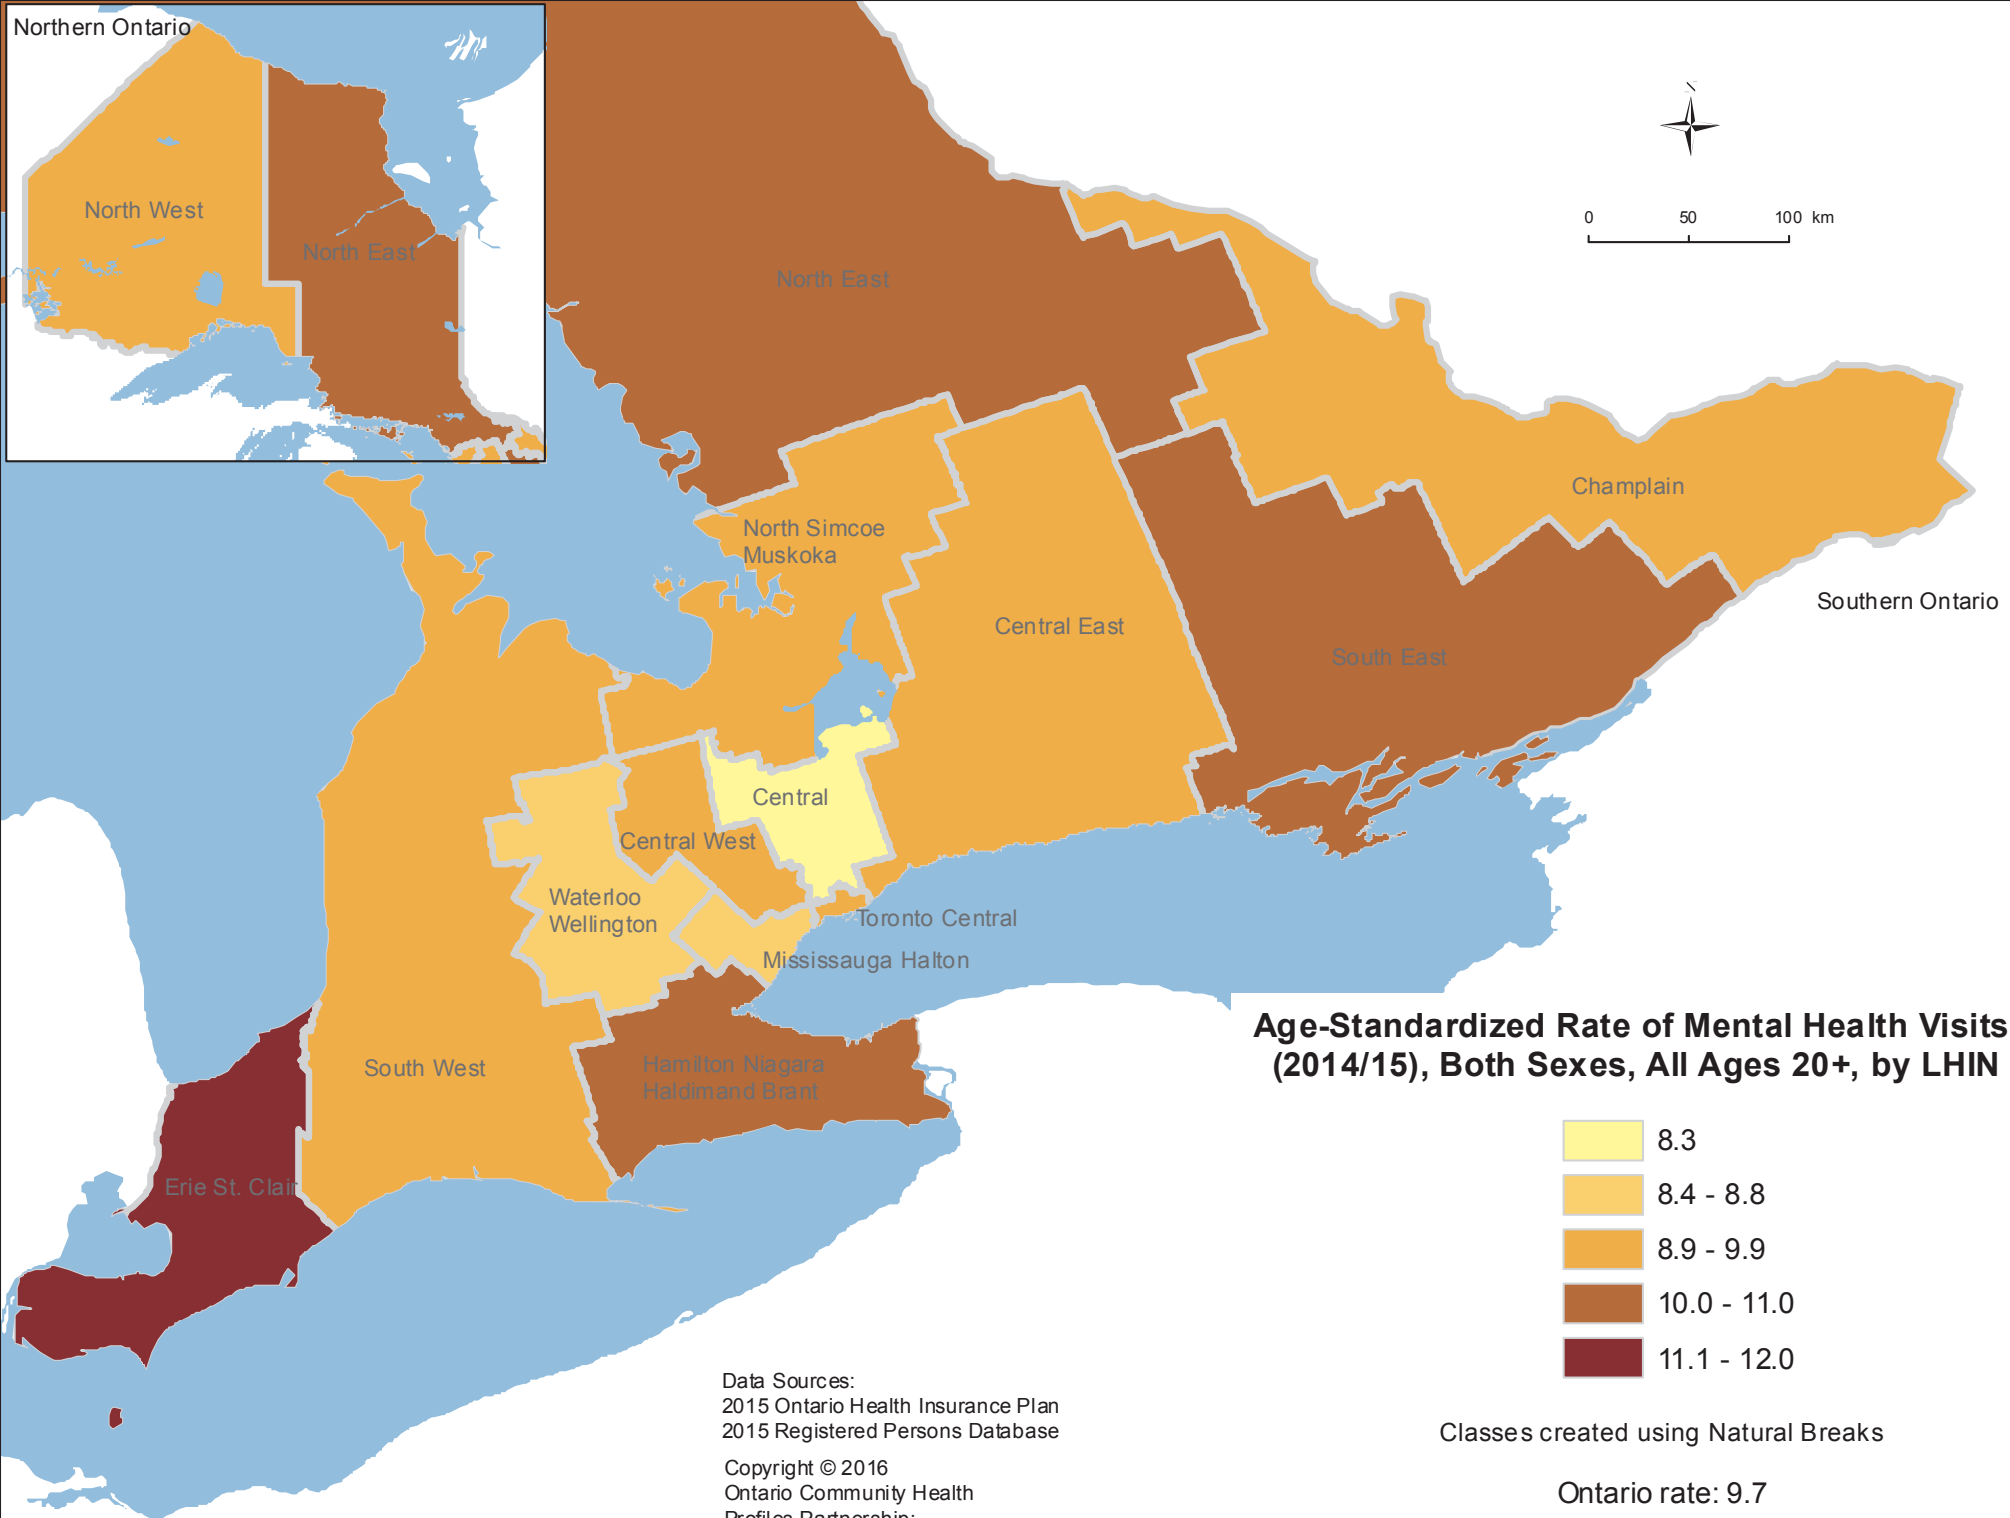 Northern Ontario
North West
North East
N
0 50 100 km
North East
Champlain
North Simcoe
Muskoka
Southern Ontario
Central East
South East
Central
Central West
Waterloo
Wellington
Toronto Central
Mississauga Halton
South West
Hamilton Niagara
Haldimand Brant
Erie St. Clair
Age-Standardized Rate of Mental Health Visits
(2014/15), Both Sexes, All Ages 20+, by LHIN
8.3
8.4 - 8.8
8.9 - 9.9
10.0 - 11.0
11.1 - 12.0
Classes created using Natural Breaks
Ontario rate: 9.7
Data Sources:
2015 Ontario Health Insurance Plan
2015 Registered Persons Database
Copyright © 2016
Ontario Community Health
Profiles Partnership: